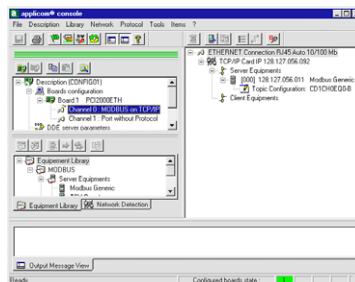 applicom® console
File Description Library Network Protocol Tools Items ?
Description (CONFIG01)
Boards configuration
Board 1 PCI2000ETH
Channel 0 : MODBUS on TCP/IP
Channel 1 : Port without Protocol
DDE server parameters
Equipment Library
MODBUS
Server Equipments
Modbus Generic
Equipment Library Network Detection
ETHERNET Connection RJ45 Auto 10/100 Mb
TCP/IP Card IP 128.127.056.092
Server Equipments
[000] 128.127.056.011 Modbus Generic
Topic Configuration: CD1CH0EQ0-B
Client Equipments
Output Message View
Ready
Configured boards state : 1